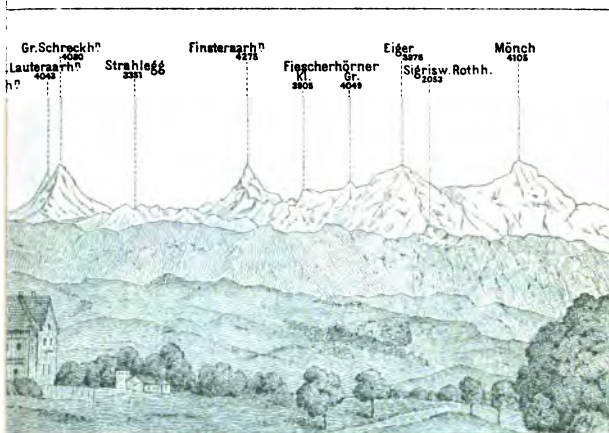 Gr. Schreckhⁿ
4080
Lauteraarhⁿ
4043
hⁿ
Strahlegg
3351
Finsteraarhⁿ
4275
Fiescherhörner
Kl.
3905
Gr.
4049
Eiger
3975
Sigrisw. Rothh.
2053
Mönch
4105